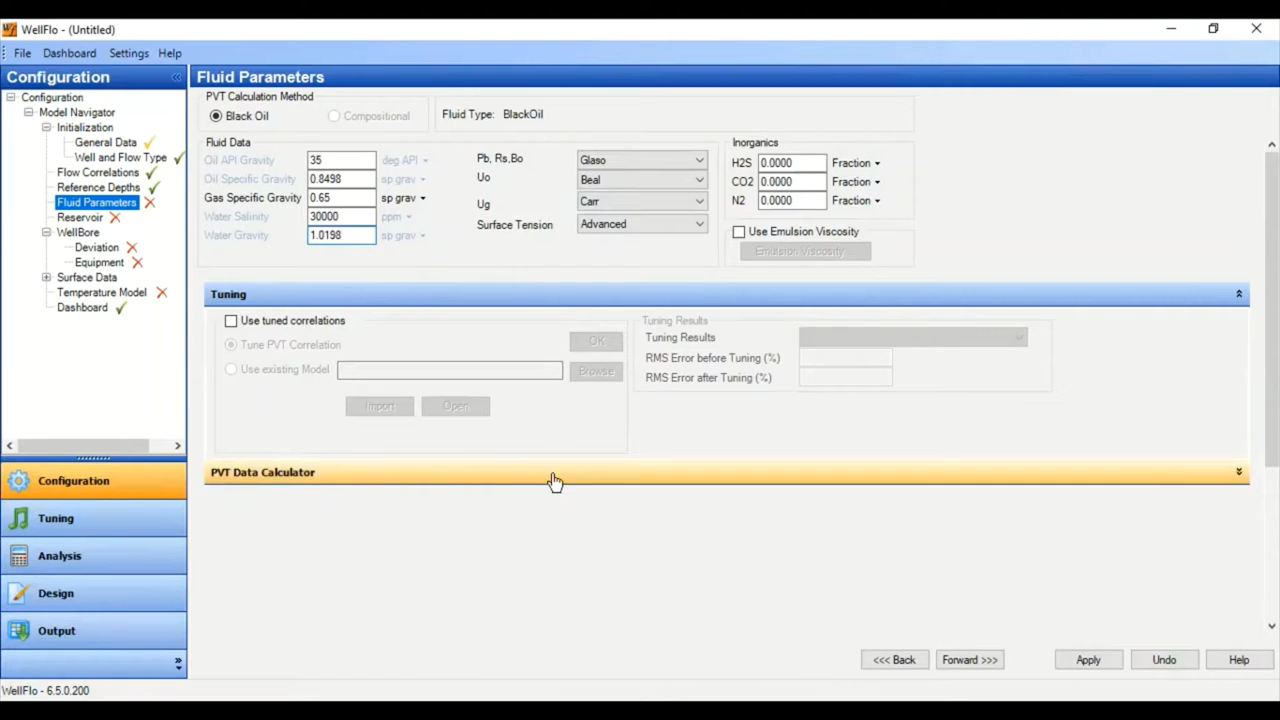 WellFlo - (Untitled)
File Dashboard Settings Help
Configuration
Configuration
Model Navigator
Initialization
General Data
Well and Flow Type
Flow Correlations
Reference Depths
Fluid Parameters
Reservoir
WellBore
Deviation
Equipment
Surface Data
Temperature Model
Dashboard
Configuration
Tuning
Analysis
Design
Output
Fluid Parameters
PVT Calculation Method
Black Oil Compositional
Fluid Type: BlackOil
Fluid Data
Oil API Gravity 35 deg API
Oil Specific Gravity 0.8498 sp grav
Gas Specific Gravity 0.65 sp grav
Water Salinity 30000 ppm
Water Gravity 1.0198 sp grav
Pb, Rs,Bo Glaso
Uo Beal
Ug Carr
Surface Tension Advanced
Inorganics
H2S 0.0000 Fraction
CO2 0.0000 Fraction
N2 0.0000 Fraction
Use Emulsion Viscosity
Emulsion Viscosity...
Tuning
Use tuned correlations
Tune PVT Correlation OK
Use existing Model Browse
Import Open
Tuning Results
Tuning Results
RMS Error before Tuning (%)
RMS Error after Tuning (%)
PVT Data Calculator
<<< Back Forward >>> Apply Undo Help
WellFlo - 6.5.0.200